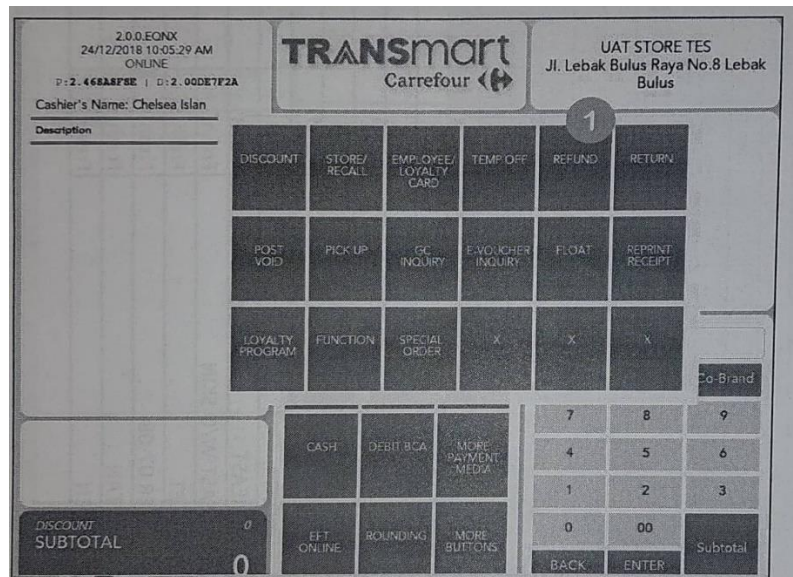 2.0.0.EQNX
24/12/2018 10:05:29 AM
ONLINE
P:2.468A8F8E | D:2.00DE7F2A
Cashier's Name: Chelsea Islan
Description
TRANSmart
Carrefour
UAT STORE TES
Jl. Lebak Bulus Raya No.8 Lebak
Bulus
1
DISCOUNT
STORE/
RECALL
EMPLOYEE/
LOYALTY
CARD
TEMP OFF
REFUND
RETURN
POST
VOID
PICK UP
GC
INQUIRY
E-VOUCHER
INQUIRY
FLOAT
REPRINT
RECEIPT
LOYALTY
PROGRAM
FUNCTION
SPECIAL
ORDER
X
X
X
Co-Brand
CASH
DEBIT BCA
MORE
PAYMENT
MEDIA
EFT
ONLINE
ROUNDING
MORE
BUTTONS
7
8
9
4
5
6
1
2
3
0
00
Subtotal
BACK
ENTER
DISCOUNT 0
SUBTOTAL
0